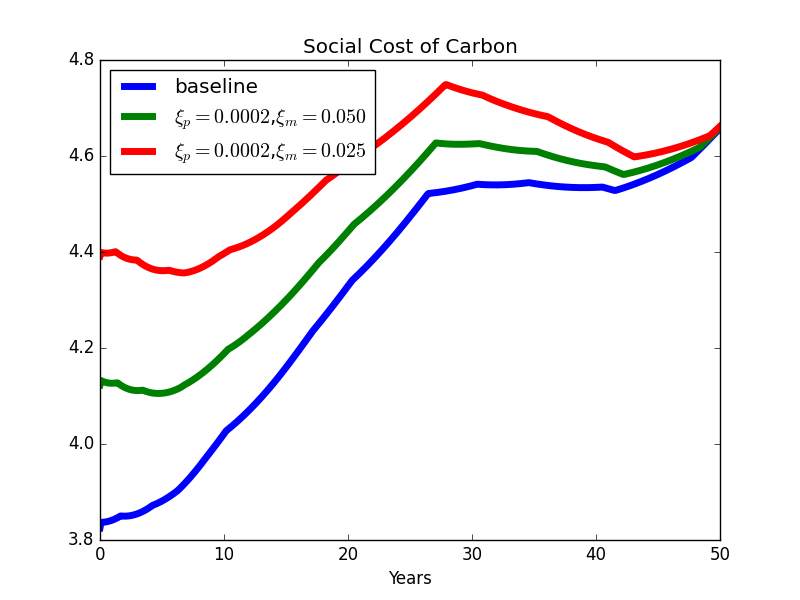 Social Cost of Carbon
4.8
4.6
4.4
4.2
4.0
3.8
baseline
ξp = 0.0002,ξm = 0.050
ξp = 0.0002,ξm = 0.025
0 10 20 30 40 50
Years